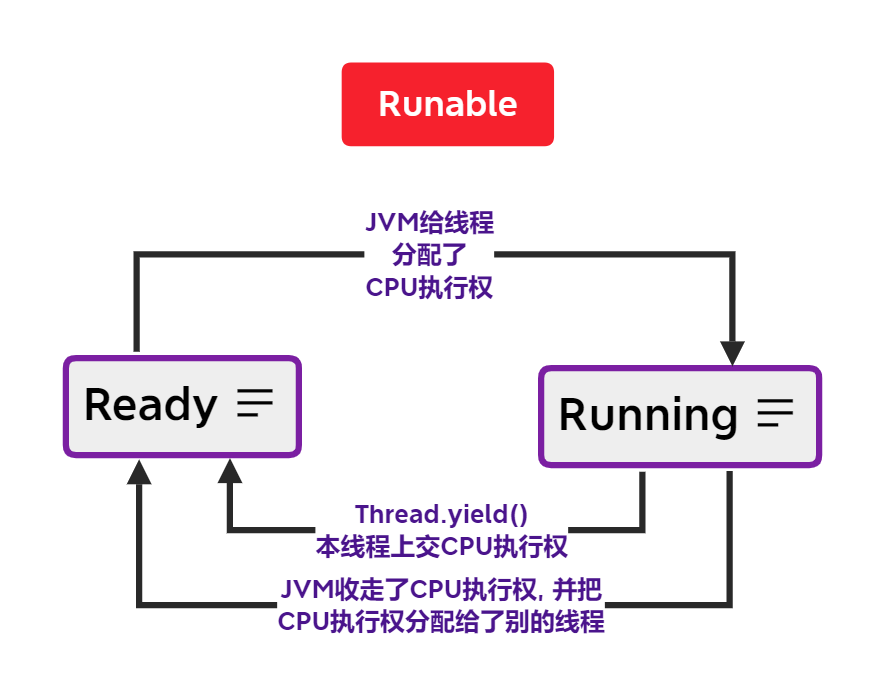 Runable
JVM给线程
分配了
CPU执行权
Ready
Running
Thread.yield()
本线程上交CPU执行权
JVM收走了CPU执行权, 并把
CPU执行权分配给了别的线程